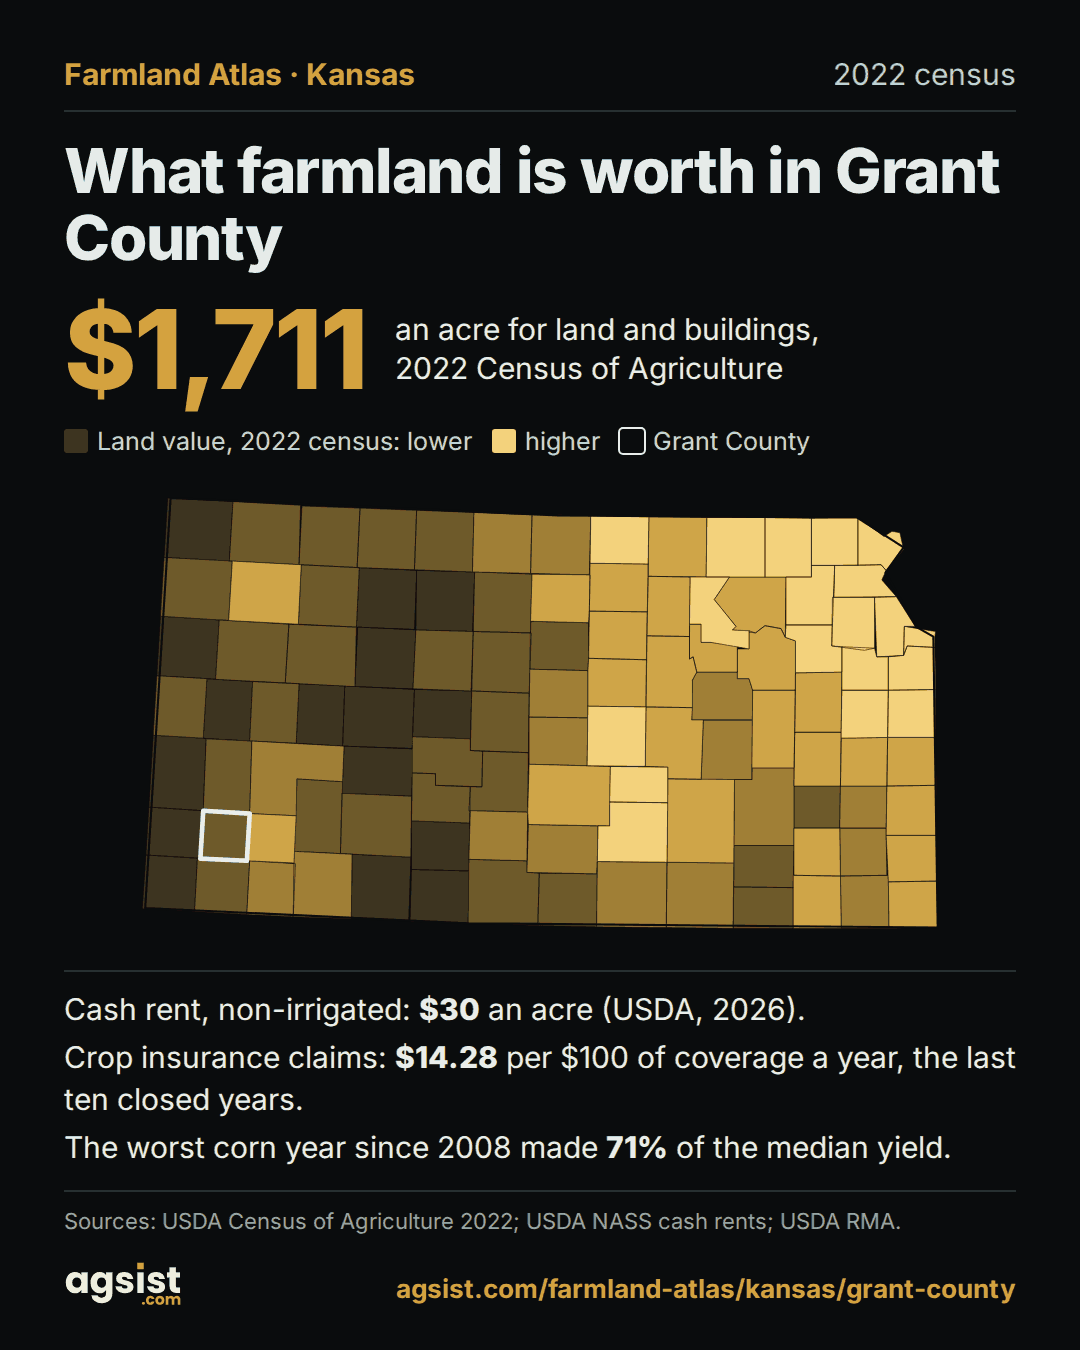 Farmland Atlas · Kansas
2022 census
What farmland is worth in Grant
County
$1,711
an acre for land and buildings,
2022 Census of Agriculture
Land value, 2022 census: lower
higher
Grant County
Cash rent, non-irrigated: $30 an acre (USDA, 2026).
Crop insurance claims: $14.28 per $100 of coverage a year, the last
ten closed years.
The worst corn year since 2008 made 71% of the median yield.
Sources: USDA Census of Agriculture 2022; USDA NASS cash rents; USDA RMA.
agsist
.com
agsist.com/farmland-atlas/kansas/grant-county